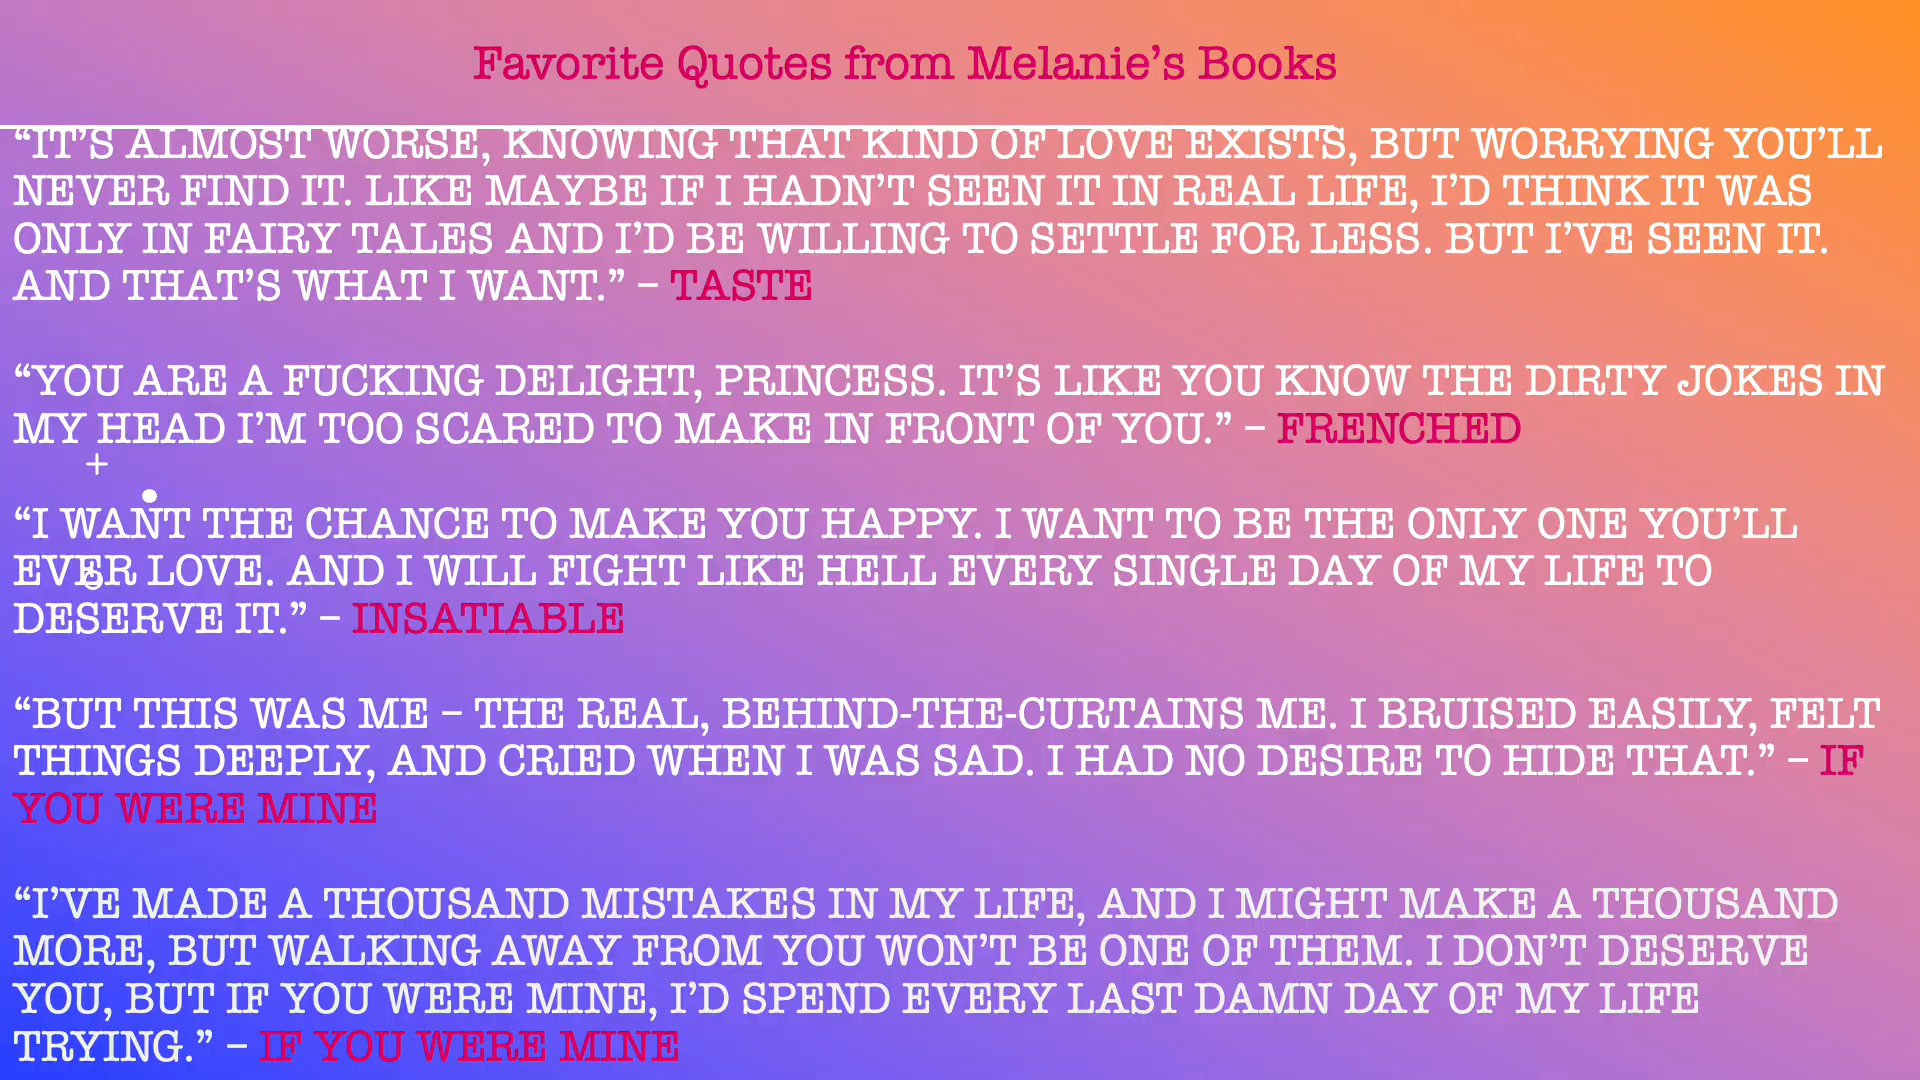 Favorite Quotes from Melanie’s Books
“IT’S ALMOST WORSE, KNOWING THAT KIND OF LOVE EXISTS, BUT WORRYING YOU’LL
NEVER FIND IT. LIKE MAYBE IF I HADN’T SEEN IT IN REAL LIFE, I’D THINK IT WAS
ONLY IN FAIRY TALES AND I’D BE WILLING TO SETTLE FOR LESS. BUT I’VE SEEN IT.
AND THAT’S WHAT I WANT.” – TASTE
“YOU ARE A FUCKING DELIGHT, PRINCESS. IT’S LIKE YOU KNOW THE DIRTY JOKES IN
MY HEAD I’M TOO SCARED TO MAKE IN FRONT OF YOU.” – FRENCHED
“I WANT THE CHANCE TO MAKE YOU HAPPY. I WANT TO BE THE ONLY ONE YOU’LL
EVER LOVE. AND I WILL FIGHT LIKE HELL EVERY SINGLE DAY OF MY LIFE TO
DESERVE IT.” – INSATIABLE
“BUT THIS WAS ME – THE REAL, BEHIND-THE-CURTAINS ME. I BRUISED EASILY, FELT
THINGS DEEPLY, AND CRIED WHEN I WAS SAD. I HAD NO DESIRE TO HIDE THAT.” – IF
YOU WERE MINE
“I’VE MADE A THOUSAND MISTAKES IN MY LIFE, AND I MIGHT MAKE A THOUSAND
MORE, BUT WALKING AWAY FROM YOU WON’T BE ONE OF THEM. I DON’T DESERVE
YOU, BUT IF YOU WERE MINE, I’D SPEND EVERY LAST DAMN DAY OF MY LIFE
TRYING.” – IF YOU WERE MINE